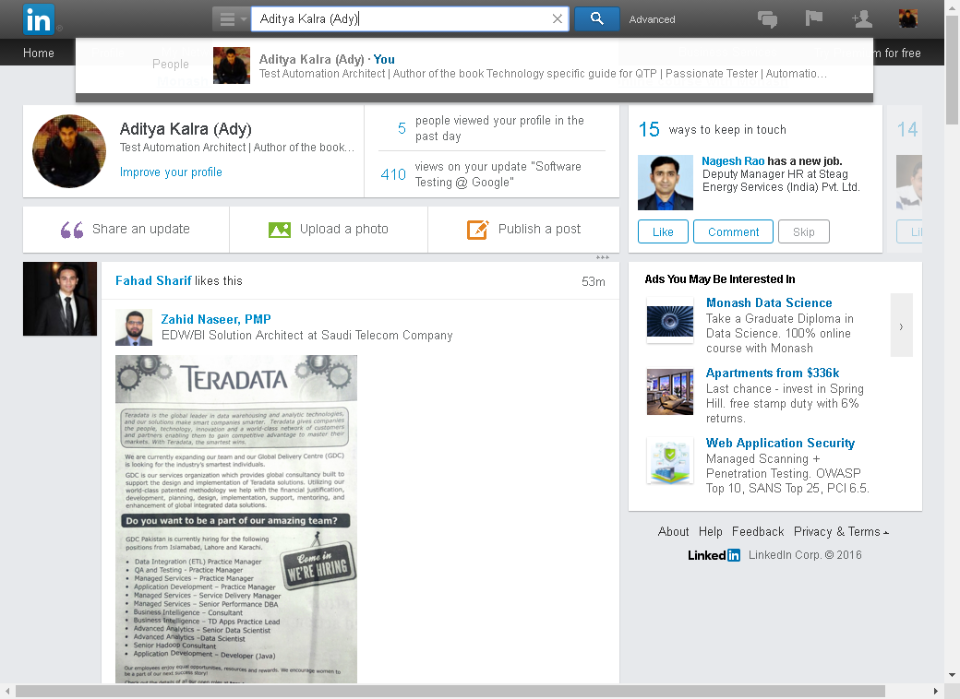 in
Aditya Kalra (Ady)
Advanced
Home
m for free
People
Aditya Kalra (Ady) · You
Test Automation Architect | Author of the book Technology specific guide for QTP | Passionate Tester | Automatio...
Aditya Kalra (Ady)
Test Automation Architect | Author of the book...
Improve your profile
5 people viewed your profile in the
past day
410 views on your update "Software
Testing @ Google"
15 ways to keep in touch
14
Nagesh Rao has a new job.
Deputy Manager HR at Steag
Energy Services (India) Pvt. Ltd.
Like
Comment
Skip
Li
Share an update
Upload a photo
Publish a post
Fahad Sharif likes this
53m
Zahid Naseer, PMP
EDW/BI Solution Architect at Saudi Telecom Company
TERADATA
Teradata is the global leader in data warehousing and analytic technologies,
and our solutions make smart companies smarter. Teradata gives companies
the people, technology, innovation and a world-class network of customers
and partners enabling them to gain competitive advantage to master their
markets. With Teradata, the smartest wins.
We are currently expanding our team and our Global Delivery Centre (GDC)
is looking for the industry's smartest individuals.
GDC is our services organization which provides global consultancy built to
support the design and implementation of Teradata solutions. Utilizing our
world-class patented methodology we help with the financial justification,
development, planning, design, implementation, support, mentoring, and
enhancement of global integrated data solutions.
Do you want to be a part of our amazing team?
GDC Pakistan is currently hiring for the following
positions from Islamabad, Lahore and Karachi.
Come in
WE'RE HIRING
• Data Integration (ETL) Practice Manager
• QA and Testing - Practice Manager
• Managed Services - Practice Manager
• Application Development - Practice Manager
• Managed Services - Service Delivery Manager
• Managed Services - Senior Performance DBA
• Business Intelligence - Consultant
• Business Intelligence - TD Apps Practice Lead
• Advanced Analytics - Senior Data Scientist
• Advanced Analytics -Data Scientist
• Senior Hadoop Consultant
• Application Development - Developer (Java)
Our employees enjoy equal opportunities, resources and rewards. We encourage women to
be a part of our next success story!
Ads You May Be Interested In
Monash Data Science
Take a Graduate Diploma in
Data Science. 100% online
course with Monash
Apartments from $336k
Last chance - invest in Spring
Hill. free stamp duty with 6%
returns.
Web Application Security
Managed Scanning +
Penetration Testing. OWASP
Top 10, SANS Top 25, PCI 6.5.
About Help Feedback Privacy & Terms
LinkedIn LinkedIn Corp. © 2016